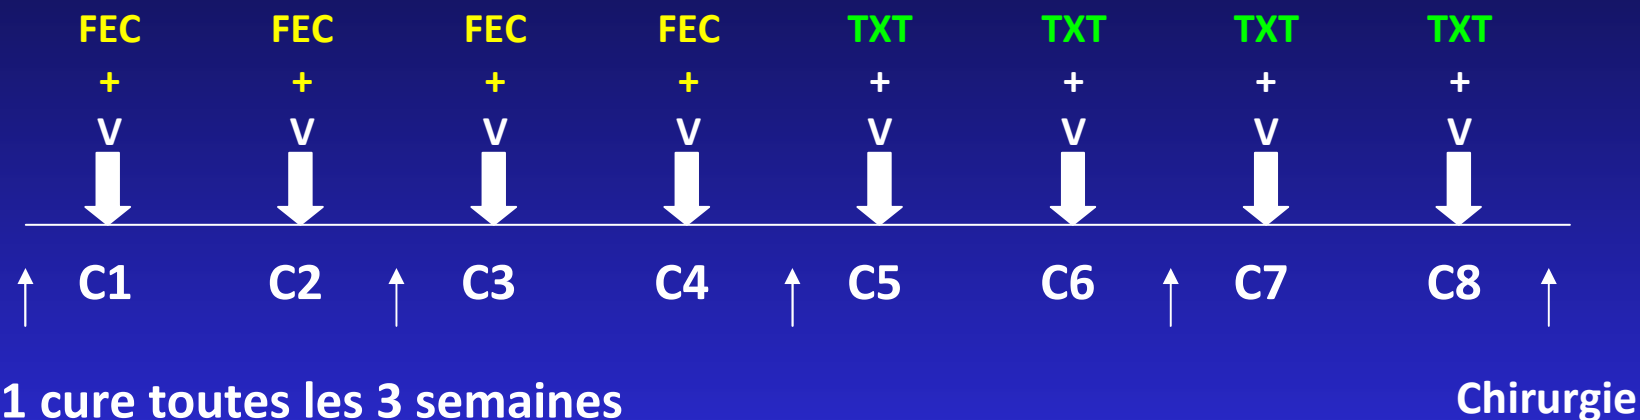 FEC FEC FEC FEC TXT TXT TXT TXT
+ + + + + + + +
V V V V V V V V
C1 C2 C3 C4 C5 C6 C7 C8
1 cure toutes les 3 semaines Chirurgie